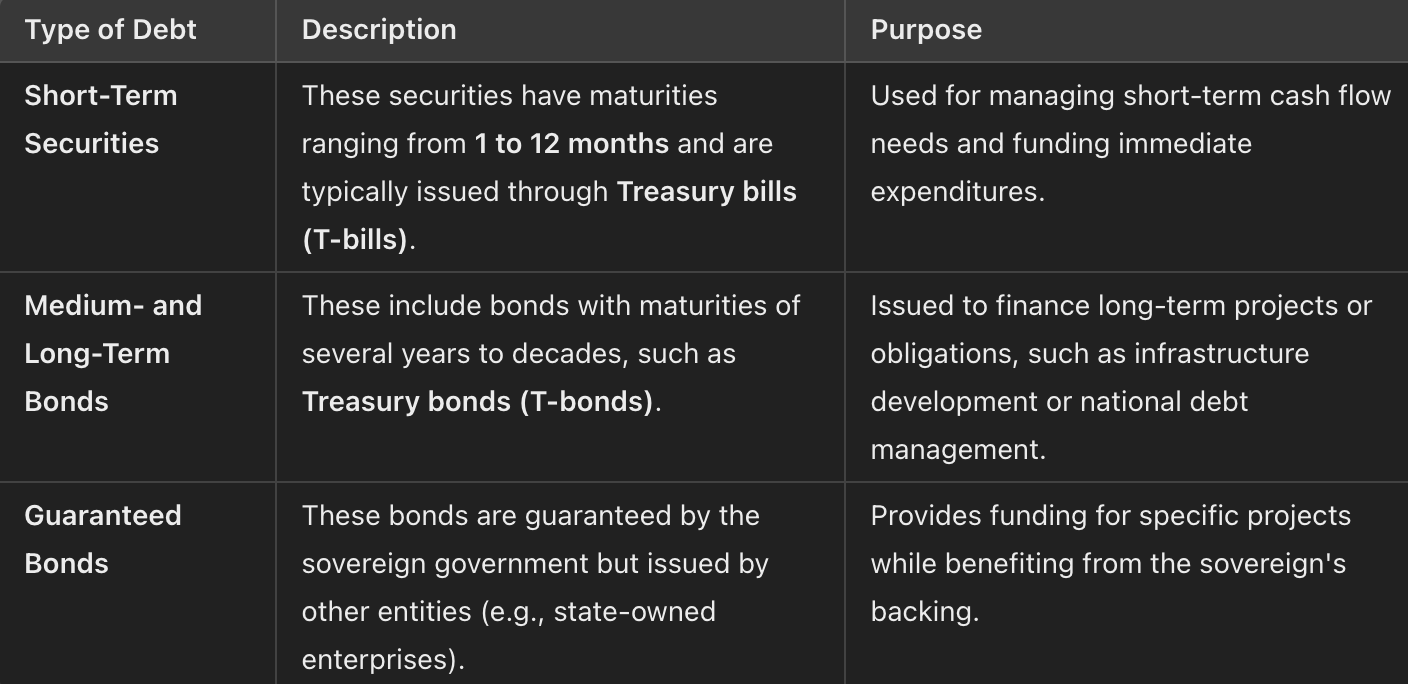 Type of Debt
Description
Purpose
Short-Term
Securities
These securities have maturities
ranging from 1 to 12 months and are
typically issued through Treasury bills
(T-bills).
Used for managing short-term cash flow
needs and funding immediate
expenditures.
Medium- and
Long-Term
Bonds
These include bonds with maturities of
several years to decades, such as
Treasury bonds (T-bonds).
Issued to finance long-term projects or
obligations, such as infrastructure
development or national debt
management.
Guaranteed
Bonds
These bonds are guaranteed by the
sovereign government but issued by
other entities (e.g., state-owned
enterprises).
Provides funding for specific projects
while benefiting from the sovereign's
backing.